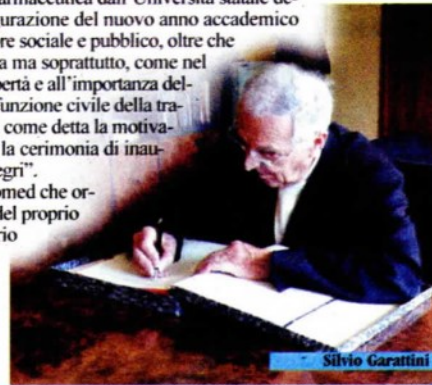 armaceutica dall'Università statale de-
urazione del nuovo anno accademico
re sociale e pubblico, oltre che
a ma soprattutto, come nel
pertà e all'importanza del-
funzione civile della tra-
come detta la motiva-
la cerimonia di inau-
egri".
omed che or-
del proprio
rio
Silvio Garattini